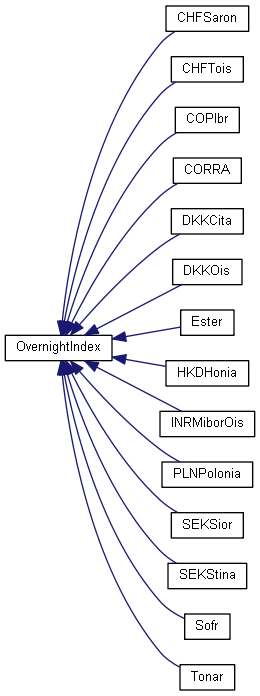 CHFSaron
CHFTois
COPIbr
CORRA
DKKCita
DKKOis
Ester
OvernightIndex
HKDHonia
INRMiborOis
PLNPolonia
SEKSior
SEKStina
Sofr
Tonar